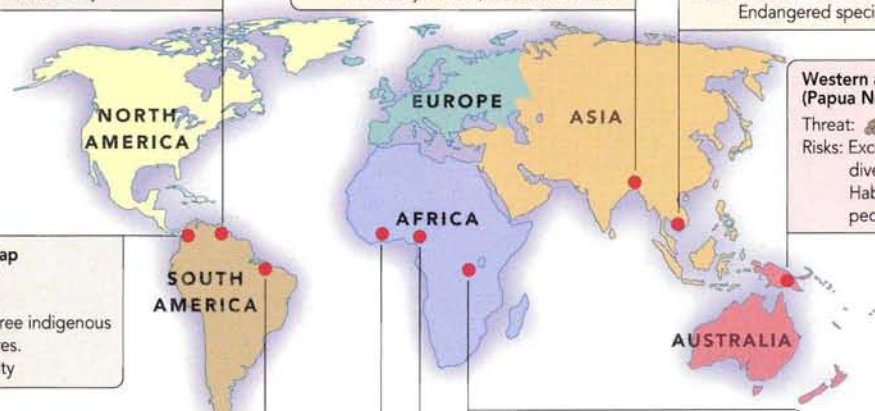 Endangered speci
NORTH
AMERICA
EUROPE
ASIA
Western
(Papua N
Threat:
Risks: Exc
dive
Hab
peo
AFRICA
ap
SOUTH
AMERICA
ree indigenous
es.
ty
AUSTRALIA